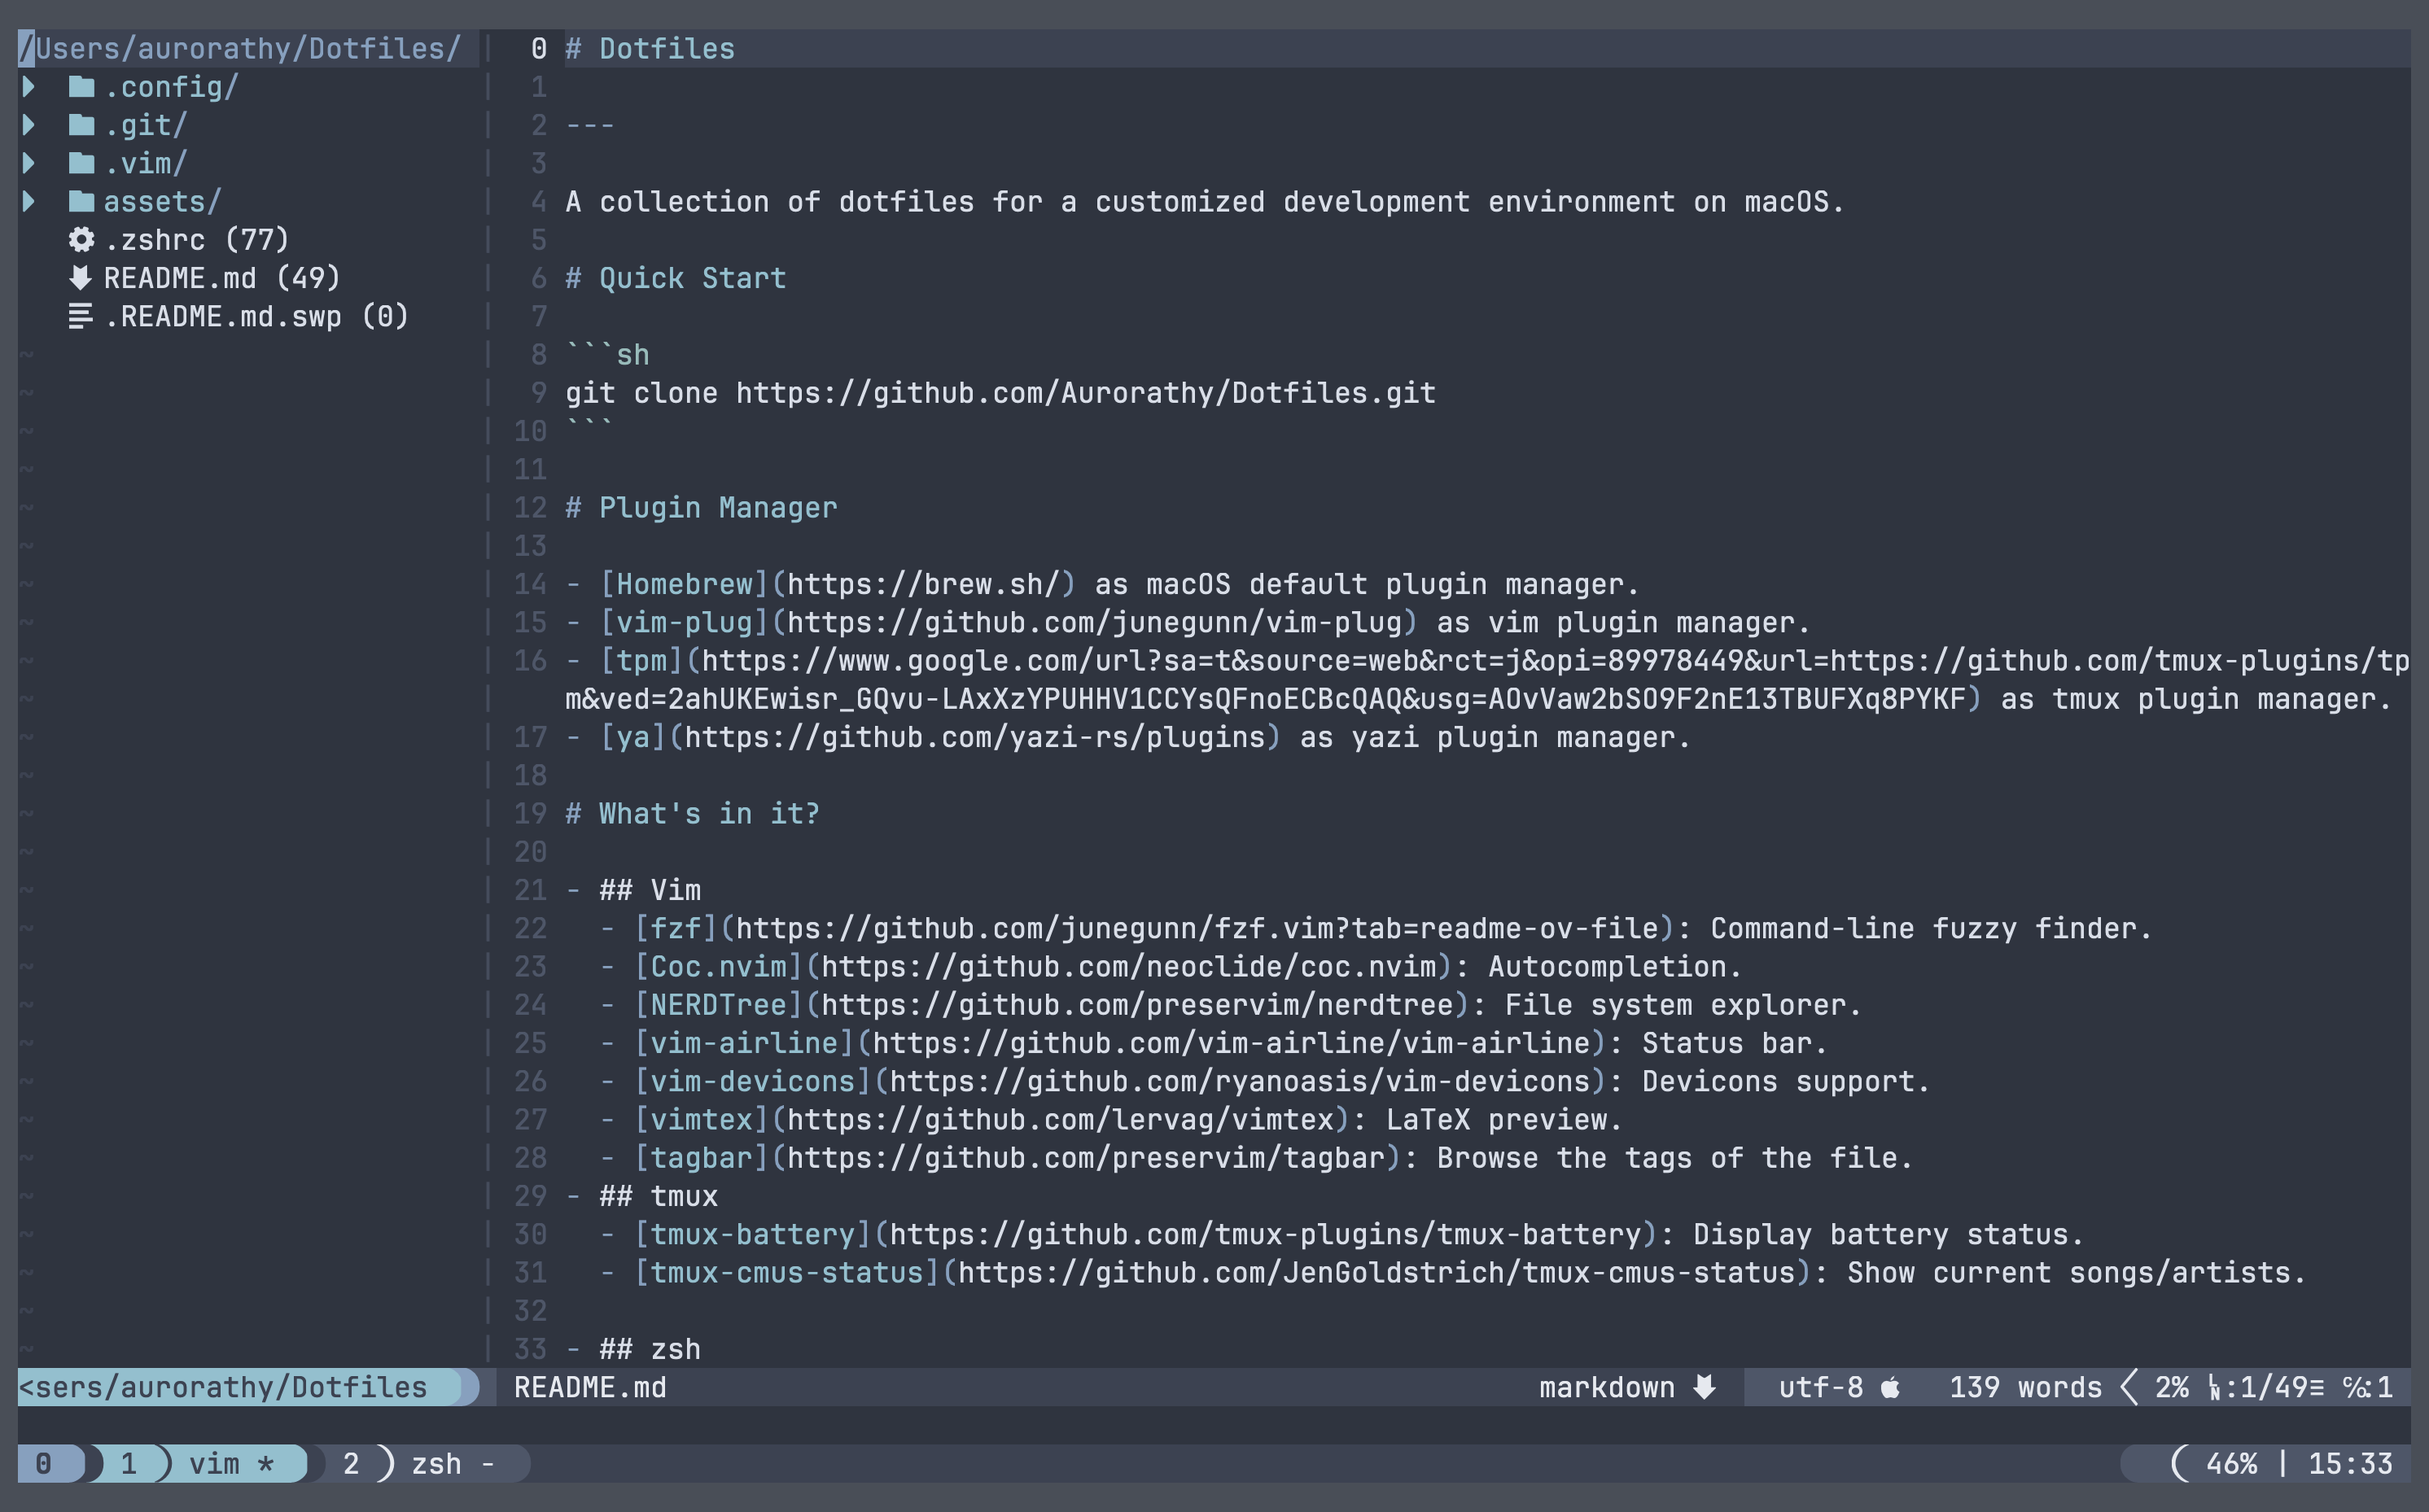 /Users/aurorathy/Dotfiles/
.config/
.git/
.vim/
assets/
.zshrc (77)
README.md (49)
.README.md.swp (0)
0 # Dotfiles
1
2 ---
3
4 A collection of dotfiles for a customized development environment on macOS.
5
6 # Quick Start
7
8 ```sh
9 git clone https://github.com/Aurorathy/Dotfiles.git
10 ```
11
12 # Plugin Manager
13
14 - [Homebrew](https://brew.sh/) as macOS default plugin manager.
15 - [vim-plug](https://github.com/junegunn/vim-plug) as vim plugin manager.
16 - [tpm](https://www.google.com/url?sa=t&source=web&rct=j&opi=89978449&url=https://github.com/tmux-plugins/tp
m&ved=2ahUKEwisr_GQvu-LAxXzYPUHHV1CCYsQFnoECBcQAQ&usg=AOvVaw2bSO9F2nE13TBUFXq8PYKF) as tmux plugin manager.
17 - [ya](https://github.com/yazi-rs/plugins) as yazi plugin manager.
18
19 # What's in it?
20
21 - ## Vim
22   - [fzf](https://github.com/junegunn/fzf.vim?tab=readme-ov-file): Command-line fuzzy finder.
23   - [Coc.nvim](https://github.com/neoclide/coc.nvim): Autocompletion.
24   - [NERDTree](https://github.com/preservim/nerdtree): File system explorer.
25   - [vim-airline](https://github.com/vim-airline/vim-airline): Status bar.
26   - [vim-devicons](https://github.com/ryanoasis/vim-devicons): Devicons support.
27   - [vimtex](https://github.com/lervag/vimtex): LaTeX preview.
28   - [tagbar](https://github.com/preservim/tagbar): Browse the tags of the file.
29 - ## tmux
30   - [tmux-battery](https://github.com/tmux-plugins/tmux-battery): Display battery status.
31   - [tmux-cmus-status](https://github.com/JenGoldstrich/tmux-cmus-status): Show current songs/artists.
32
33 - ## zsh
<sers/aurorathy/Dotfiles README.md markdown utf-8 139 words 2% ␊:1/49≡ ℅:1
0 1 vim * 2 zsh - 46% | 15:33